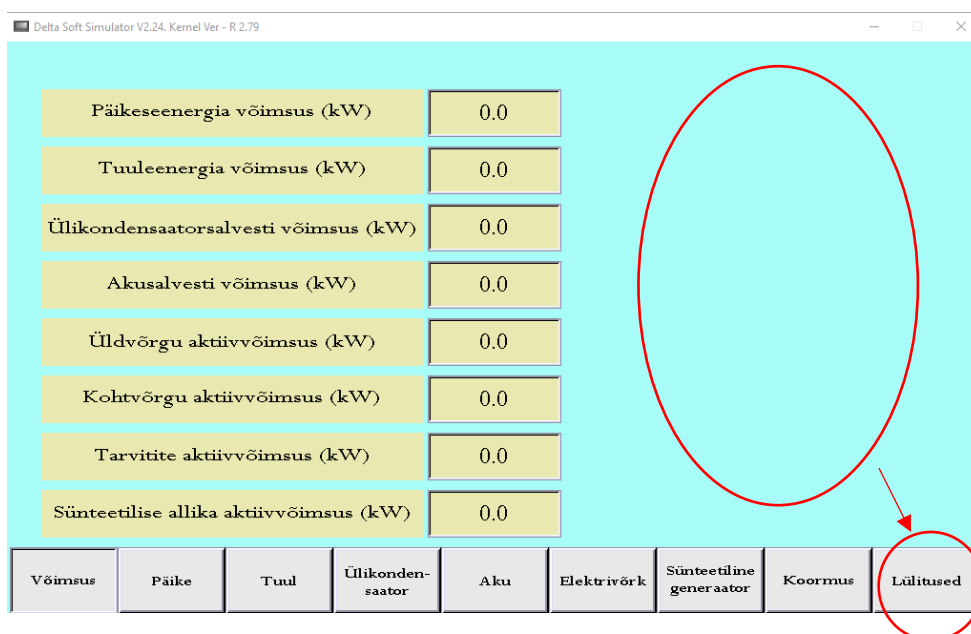 Delta Soft Simulator V2.24. Kernel Ver - R 2.79
Päikeseenergia võimsus (kW) 0.0
Tuuleenergia võimsus (kW) 0.0
Ülikondensaatorsalvesti võimsus (kW) 0.0
Akusalvesti võimsus (kW) 0.0
Üldvõrgu aktiivvõimsus (kW) 0.0
Kohtvõrgu aktiivvõimsus (kW) 0.0
Tarvitite aktiivvõimsus (kW) 0.0
Sünteetilise allika aktiivvõimsus (kW) 0.0
Võimsus
Päike
Tuul
Ülikonden-
saator
Aku
Elektrivõrk
Sünteetiline
generaator
Koormus
Lülitused